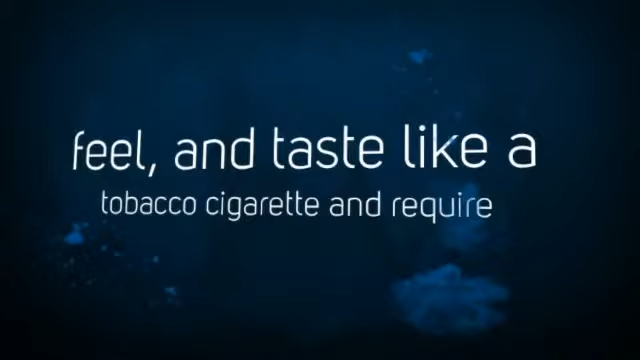 feel, and taste like a
tobacco cigarette and require